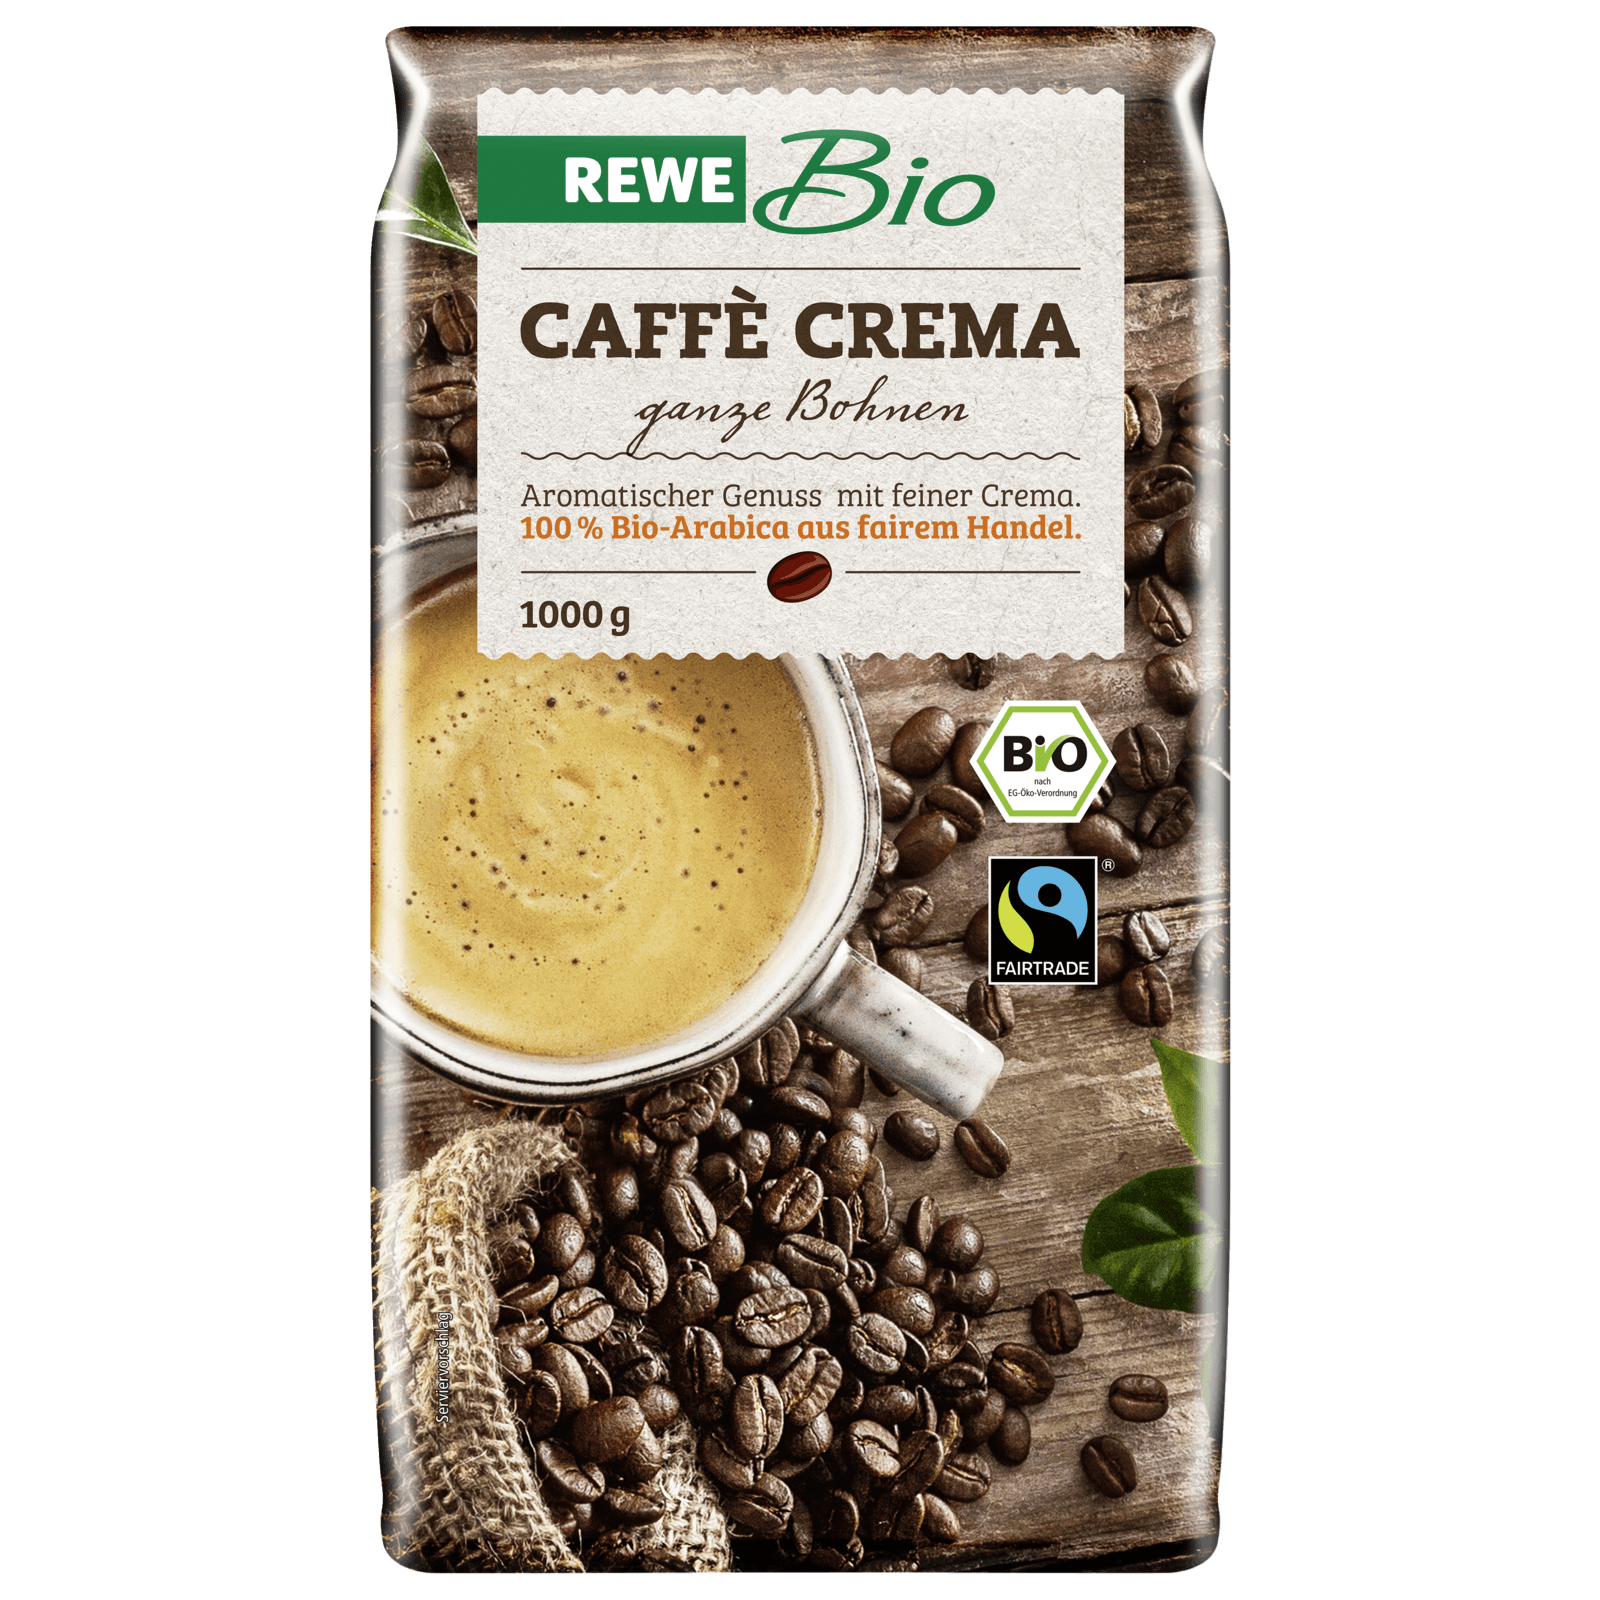 REWE Bio
CAFFÈ CREMA
ganze Bohnen
Aromatischer Genuss mit feiner Crema.
100 % Bio-Arabica aus fairem Handel.
1000 g
BiO
nach
EG-Öko-Verordnung
®
FAIRTRADE
Serviervorschlag